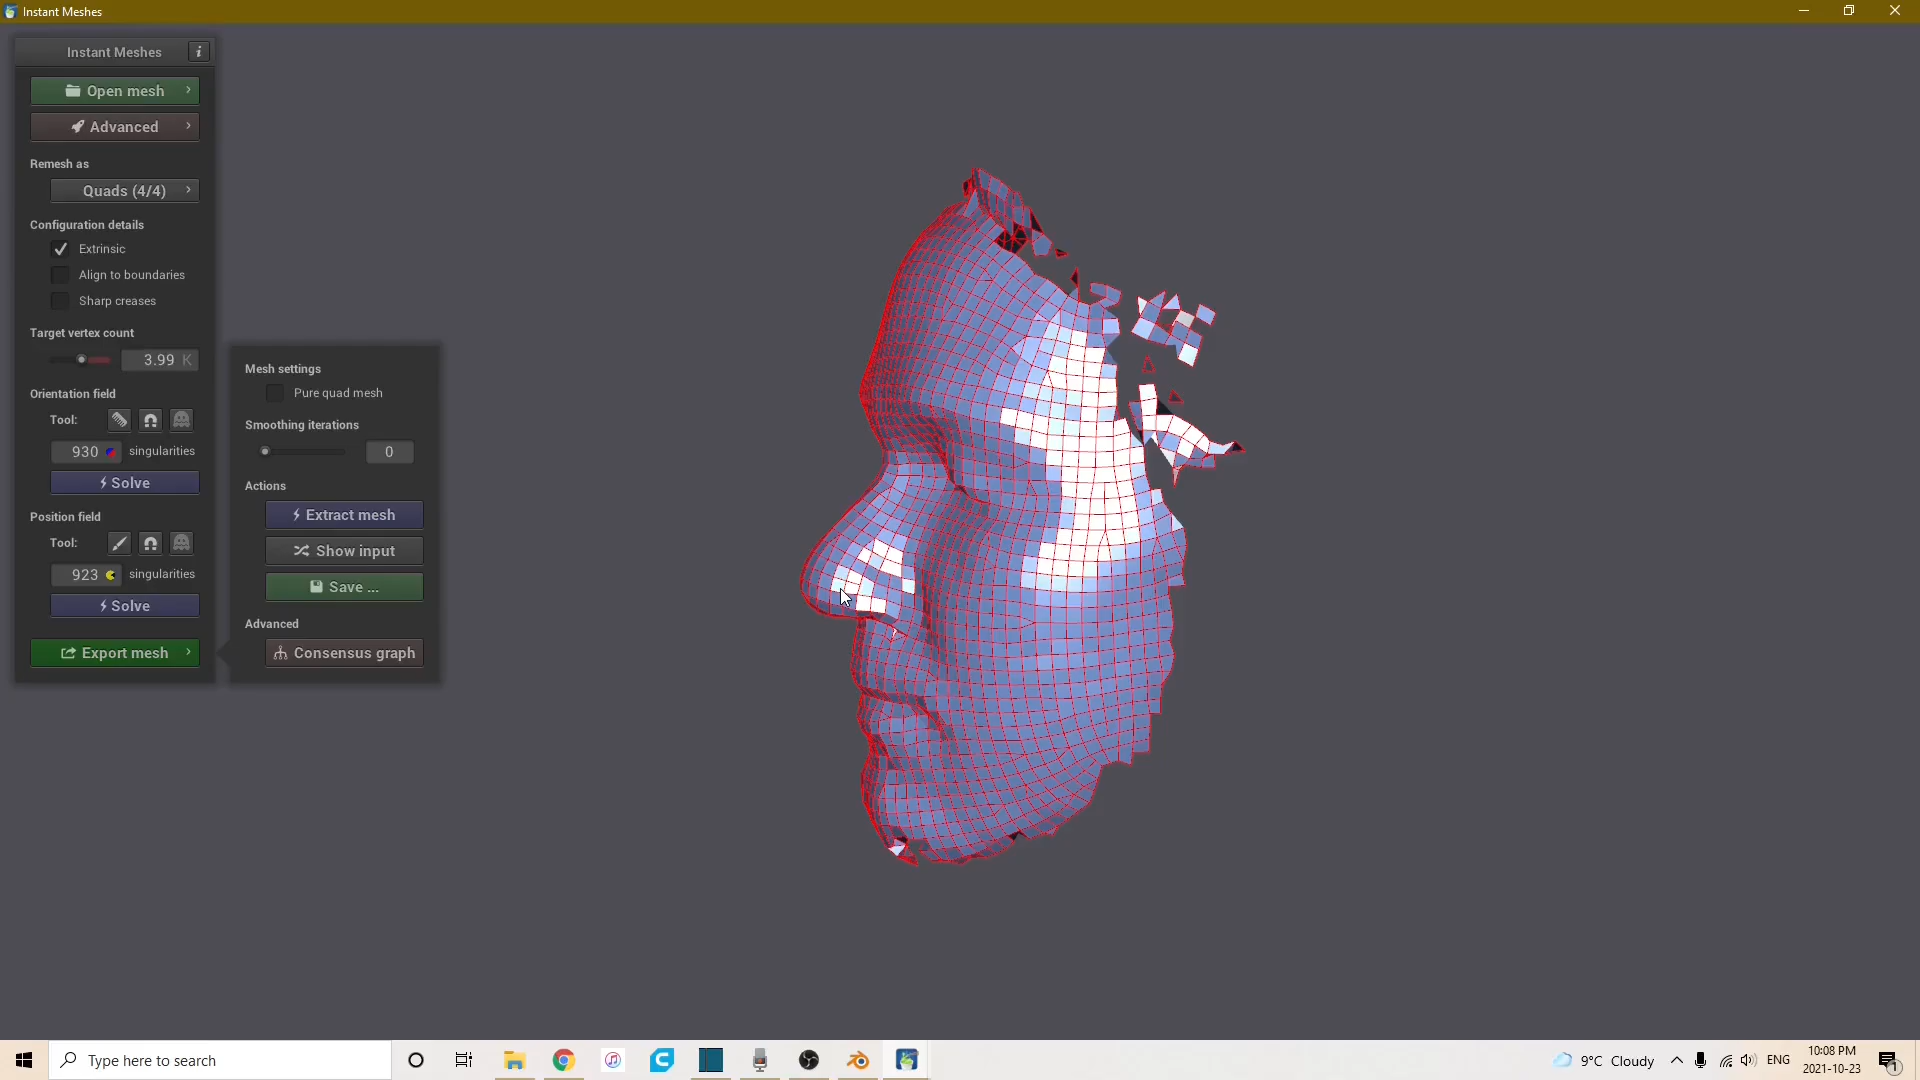 Instant Meshes
Instant Meshes
i
Open mesh
Advanced
Remesh as
Quads (4/4)
Configuration details
Extrinsic
Align to boundaries
Sharp creases
Target vertex count
3.99 K
Orientation field
Tool:
930 singularities
Solve
Position field
Tool:
923 singularities
Solve
Export mesh
Mesh settings
Pure quad mesh
Smoothing iterations
0
Actions
Extract mesh
Show input
Save ...
Advanced
Consensus graph
Type here to search
9°C Cloudy
ENG
10:08 PM
2021-10-23
1